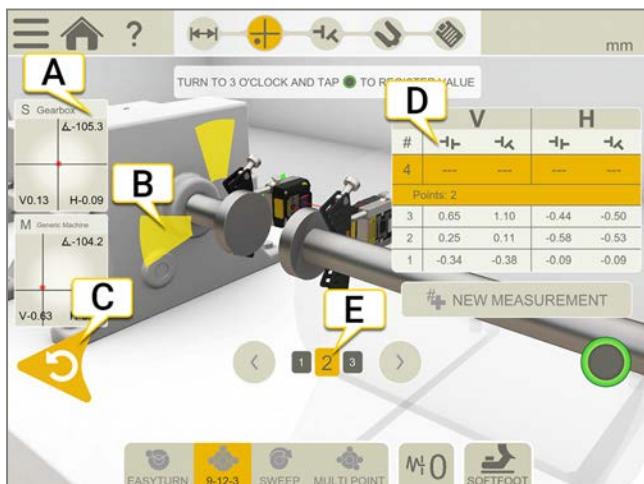 ?
mm
TURN TO 3 O'CLOCK AND TAP TO REGISTER VALUE
A
S Gearbox
∡-105.3
V0.13 H-0.09
B
M Generic Machine
∡-104.2
V-0.63
C
D
V H
#
4 --- --- --- ---
Points: 2
3 0.65 1.10 -0.44 -0.50
2 0.25 0.11 -0.58 -0.53
1 -0.34 -0.38 -0.09 -0.09
# NEW MEASUREMENT
E
< 1 2 3 >
EASYTURN 9-12-3 SWEEP MULTI POINT 0 SOFTFOOT